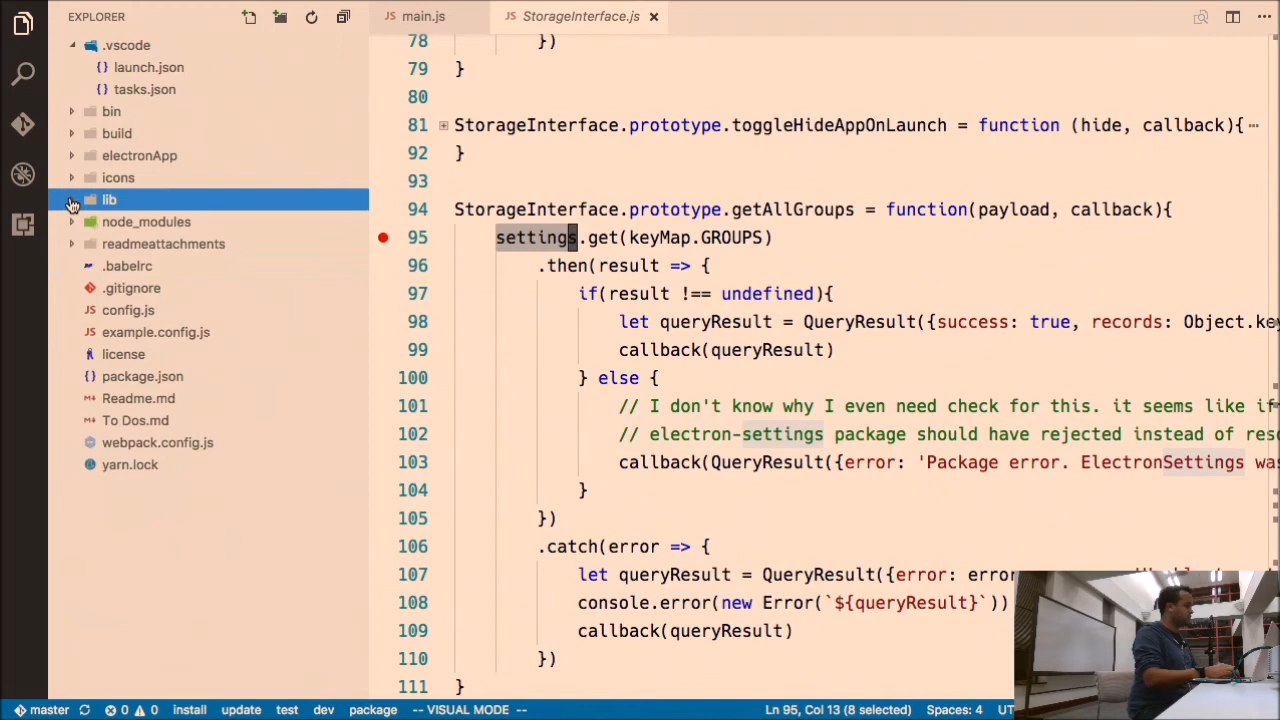 EXPLORER
main.js
StorageInterface.js
.vscode
launch.json
tasks.json
bin
build
electronApp
icons
lib
node_modules
readmeattachments
.babelrc
.gitignore
config.js
example.config.js
license
package.json
Readme.md
To Dos.md
webpack.config.js
yarn.lock
78 })
79 }
80
81 StorageInterface.prototype.toggleHideAppOnLaunch = function (hide, callback){
92 }
93
94 StorageInterface.prototype.getAllGroups = function(payload, callback){
95 settings.get(keyMap.GROUPS)
96 .then(result => {
97 if(result !== undefined){
98 let queryResult = QueryResult({success: true, records: Object.key
99 callback(queryResult)
100 } else {
101 // I don't know why I even need check for this. it seems like if
102 // electron-settings package should have rejected instead of reso
103 callback(QueryResult({error: 'Package error. ElectronSettings was
104 }
105 })
106 .catch(error => {
107 let queryResult = QueryResult({error: error
108 console.error(new Error(`${queryResult}`))
109 callback(queryResult)
110 })
111 }
master 0 0 install update test dev package -- VISUAL MODE -- Ln 95, Col 13 (8 selected) Spaces: 4 UT